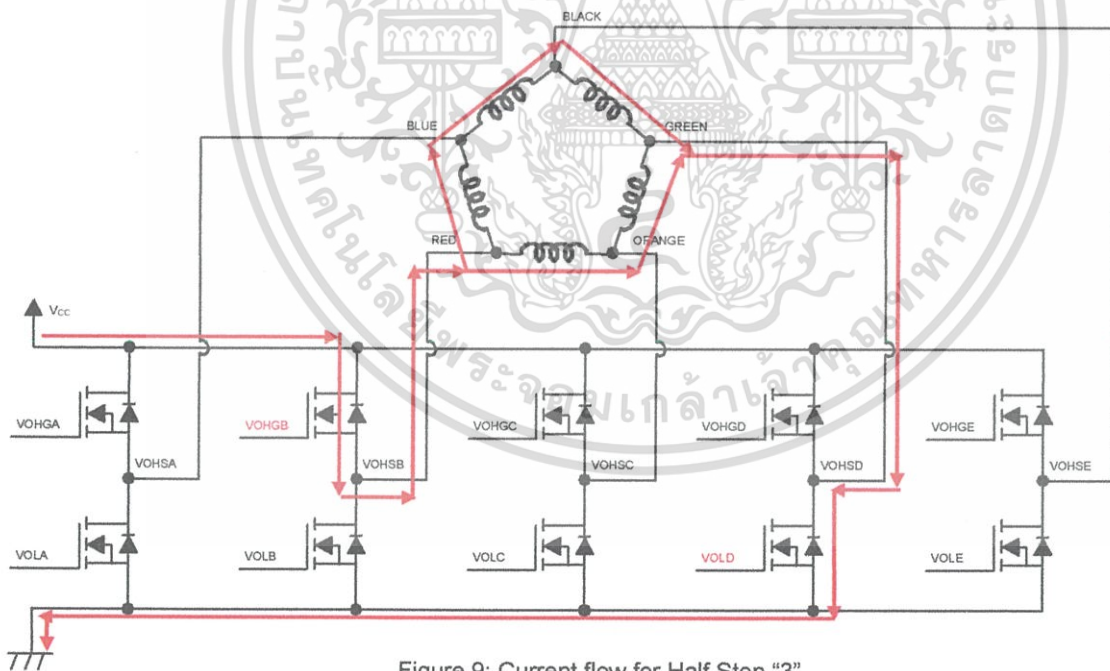 BLACK
BLUE
GREEN
RED
ORANGE
VCC
VOHGA
VOHGB
VOHGC
VOHGD
VOHGE
VOHSA
VOHSB
VOHSC
VOHSD
VOHSE
VOLA
VOLB
VOLC
VOLD
VOLE
Figure 9: Current flow for Half Step "3"